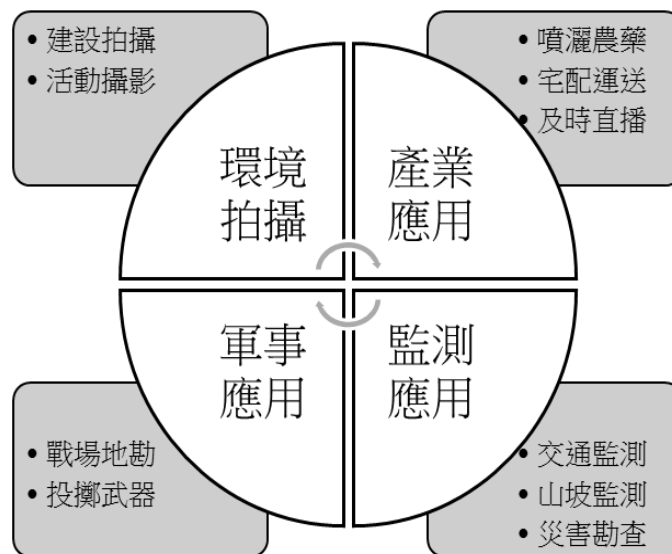 建設拍攝
活動攝影
噴灑農藥
宅配運送
及時直播
環境
拍攝
產業
應用
軍事
應用
監測
應用
戰場地勘
投擲武器
交通監測
山坡監測
災害勘查